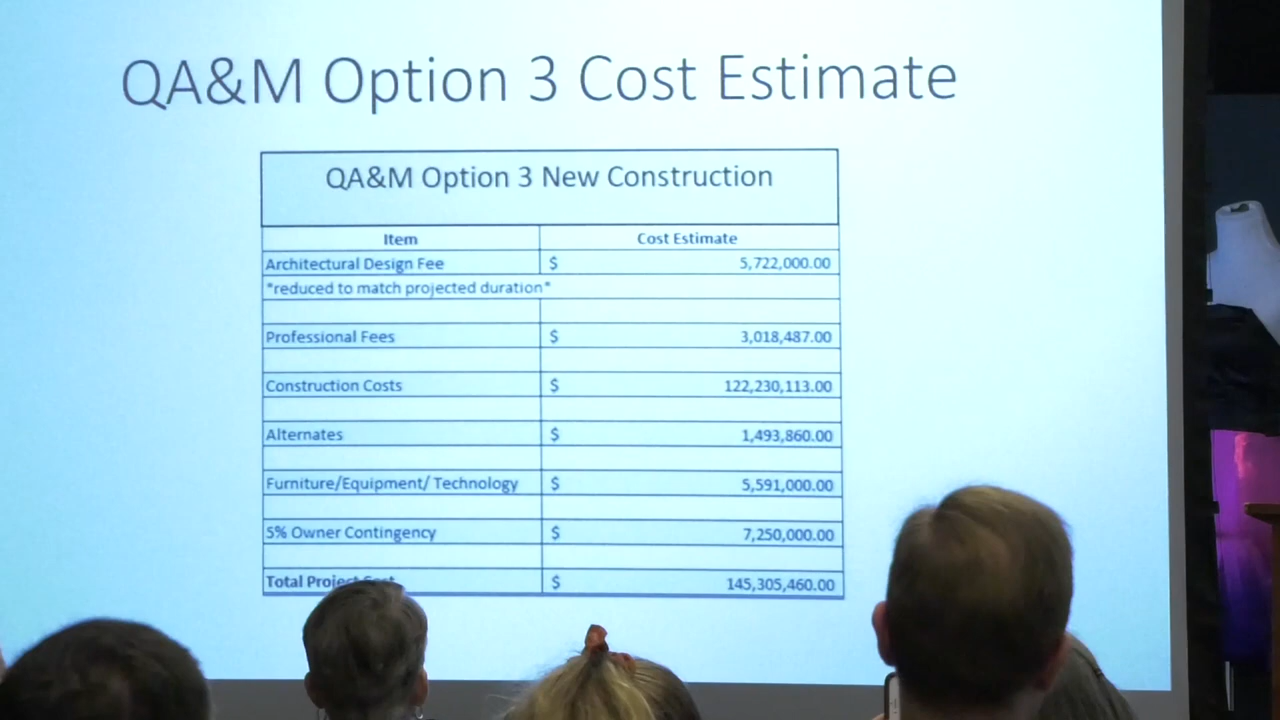 QA&M Option 3 Cost Estimate
QA&M Option 3 New Construction
Item Cost Estimate
Architectural Design Fee $ 5,722,000.00
*reduced to match projected duration*
Professional Fees $ 3,018,487.00
Construction Costs $ 122,230,113.00
Alternates $ 1,493,860.00
Furniture/Equipment/ Technology $ 5,591,000.00
5% Owner Contingency $ 7,250,000.00
Total Project Cost $ 145,305,460.00